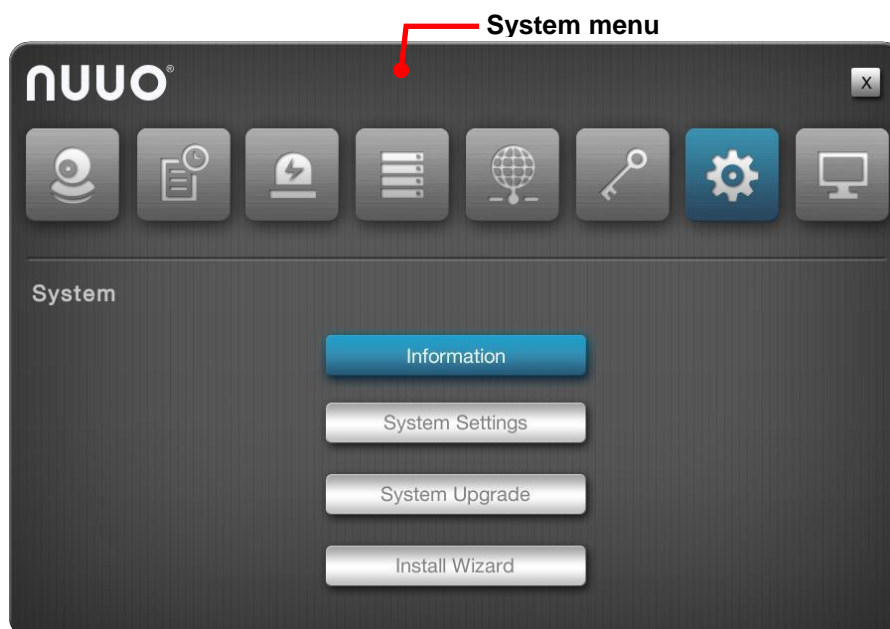 System menu
nuuo®
X
System
Information
System Settings
System Upgrade
Install Wizard